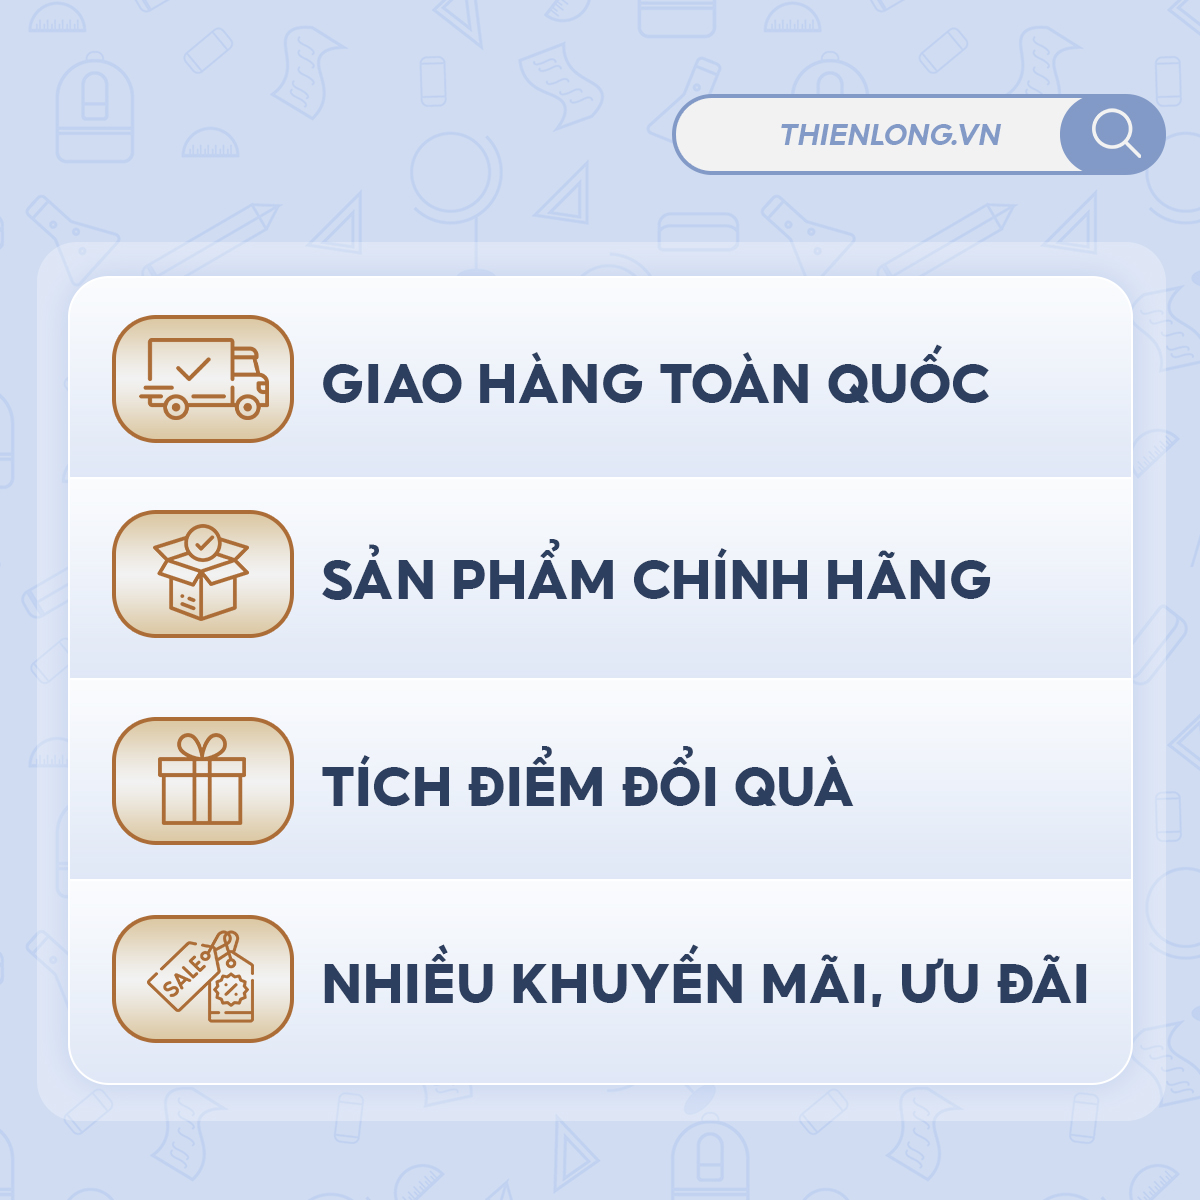 THIENLONG.VN
GIAO HÀNG TOÀN QUỐC
SẢN PHẨM CHÍNH HÃNG
TÍCH ĐIỂM ĐỔI QUÀ
SALE
NHIỀU KHUYẾN MÃI, ƯU ĐÃI